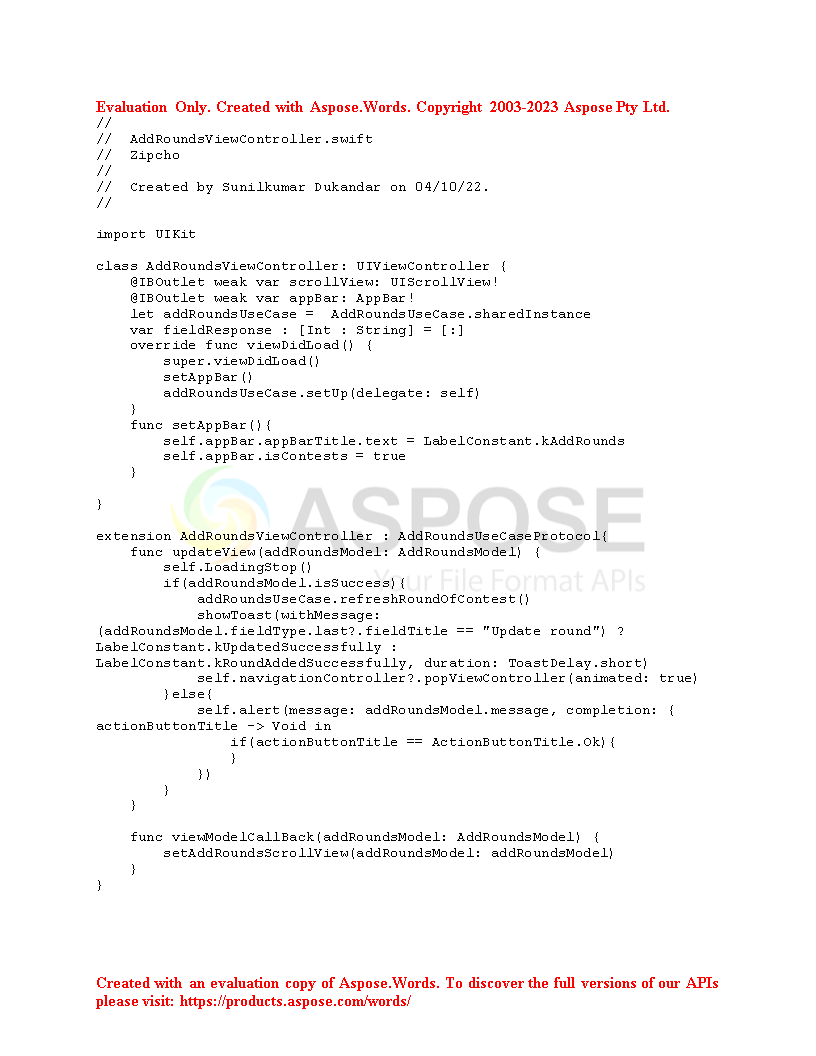 Evaluation Only. Created with Aspose.Words. Copyright 2003-2023 Aspose Pty Ltd.
//
//  AddRoundsViewController.swift
//  Zipcho
//
//  Created by Sunilkumar Dukandar on 04/10/22.
//
import UIKit
class AddRoundsViewController: UIViewController {
    @IBOutlet weak var scrollView: UIScrollView!
    @IBOutlet weak var appBar: AppBar!
    let addRoundsUseCase =  AddRoundsUseCase.sharedInstance
    var fieldResponse : [Int : String] = [:]
    override func viewDidLoad() {
        super.viewDidLoad()
        setAppBar()
        addRoundsUseCase.setUp(delegate: self)
    }
    func setAppBar(){
        self.appBar.appBarTitle.text = LabelConstant.kAddRounds
        self.appBar.isContests = true
    }
}
ASPOSE
extension AddRoundsViewController : AddRoundsUseCaseProtocol{
    func updateView(addRoundsModel: AddRoundsModel) {
        self.LoadingStop()
        if(addRoundsModel.isSuccess){
Your File Format APIs
            addRoundsUseCase.refreshRoundOfContest()
            showToast(withMessage:
(addRoundsModel.fieldType.last?.fieldTitle == "Update round") ?
LabelConstant.kUpdatedSuccessfully :
LabelConstant.kRoundAddedSuccessfully, duration: ToastDelay.short)
            self.navigationController?.popViewController(animated: true)
        }else{
            self.alert(message: addRoundsModel.message, completion: {
actionButtonTitle -> Void in
                if(actionButtonTitle == ActionButtonTitle.Ok){
                }
            })
        }
    }
    func viewModelCallBack(addRoundsModel: AddRoundsModel) {
        setAddRoundsScrollView(addRoundsModel: addRoundsModel)
    }
}
Created with an evaluation copy of Aspose.Words. To discover the full versions of our APIs
please visit: https://products.aspose.com/words/